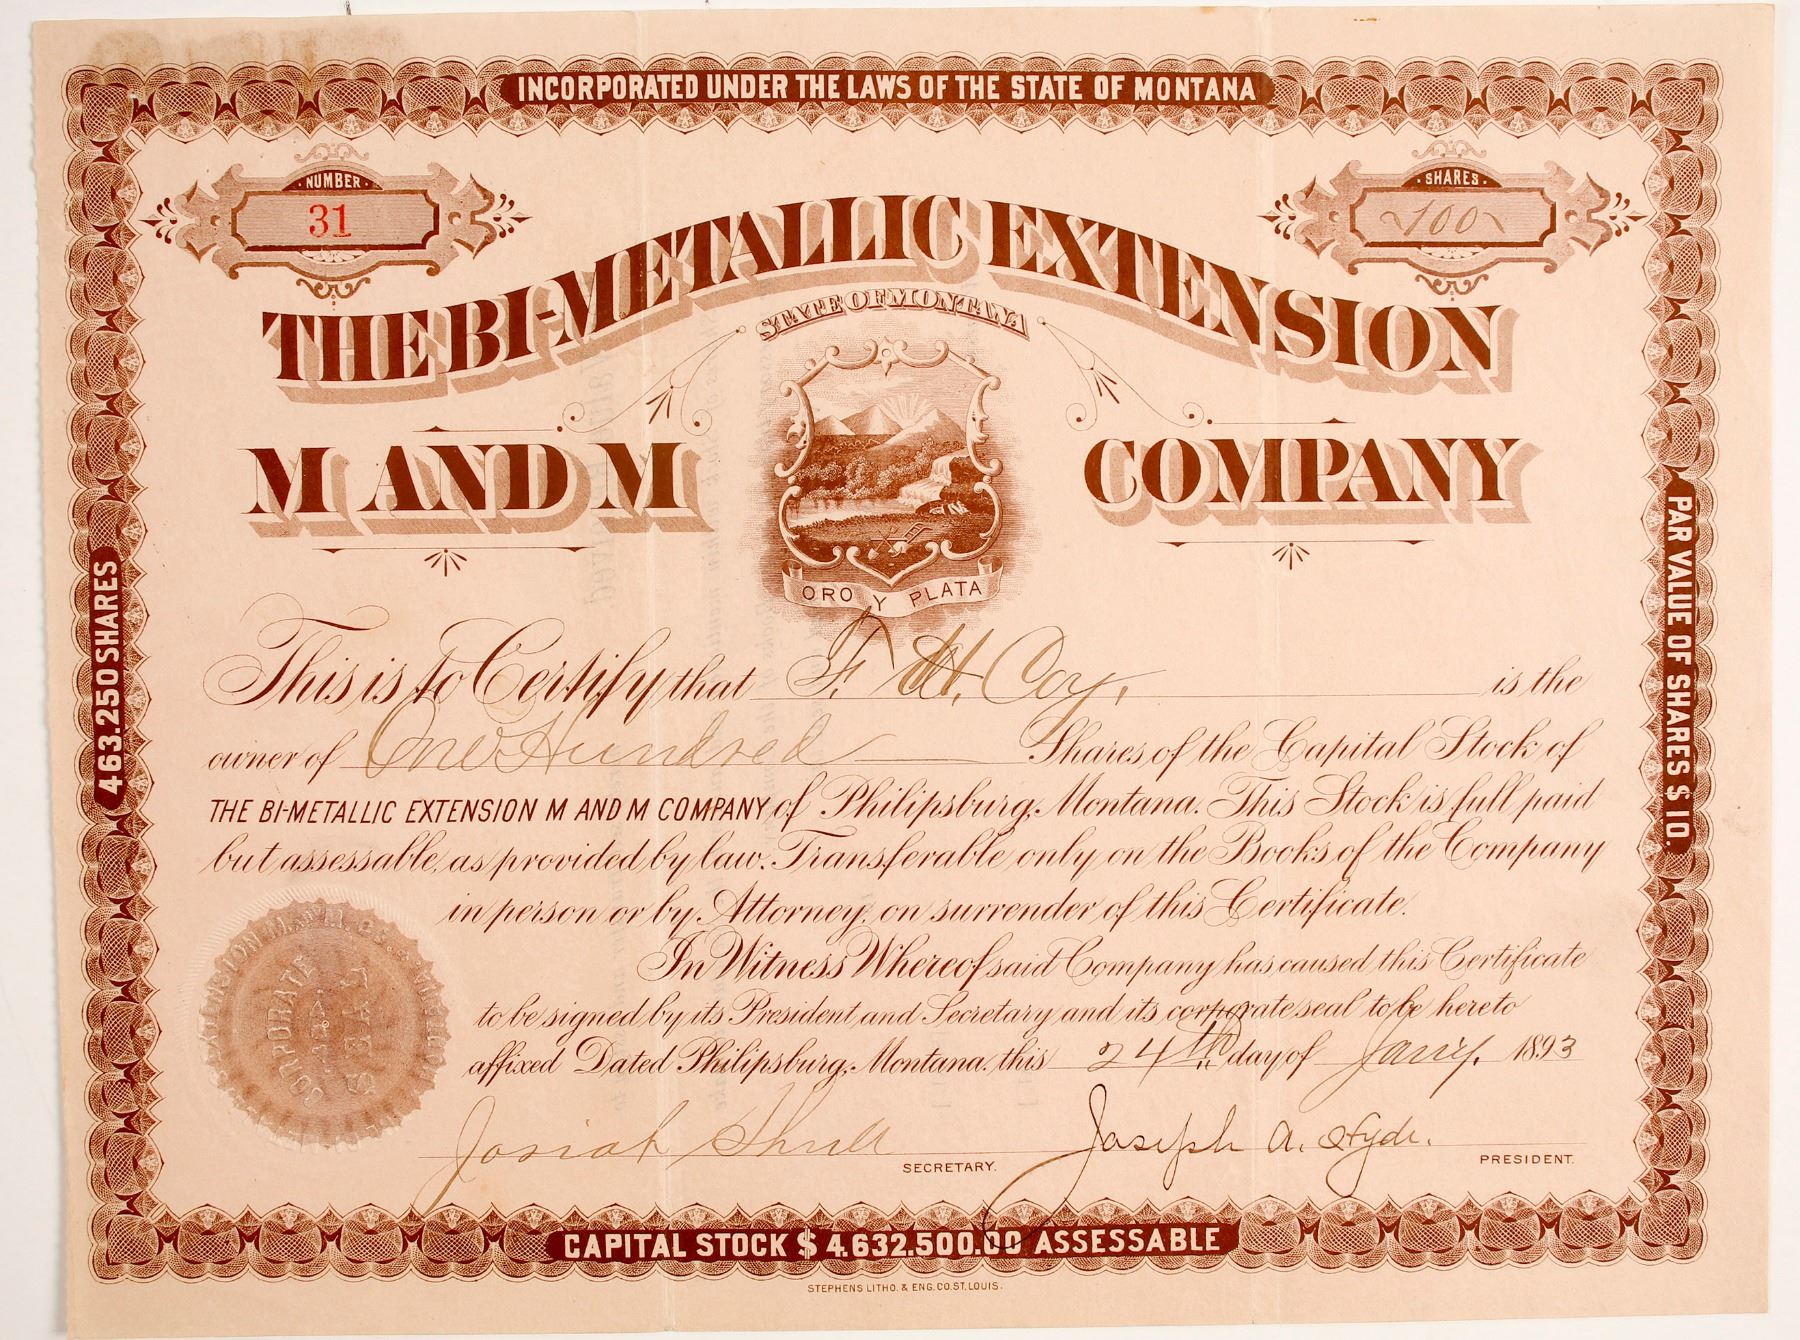 INCORPORATED UNDER THE LAWS OF THE STATE OF MONTANA
NUMBER
31
SHARES
100
THE BI-METALLIC EXTENSION
STATE OF MONTANA
M AND M COMPANY
ORO Y PLATA
463.250 SHARES
PAR VALUE OF SHARES $10.
This is to Certify that F. W. Coy, is the
owner of One Hundred Shares of the Capital Stock of
THE BI-METALLIC EXTENSION M AND M COMPANY of Philipsburg, Montana. This Stock is full paid
but assessable, as provided by law. Transferable only on the Books of the Company
in person or by Attorney, on surrender of this Certificate.
In Witness Whereof said Company has caused this Certificate
to be signed by its President and Secretary and its corporate seal to be hereto
affixed Dated Philipsburg, Montana. this 24th day of Jan'y. 1893
CORPORATE
SEAL
Josiah Shull SECRETARY.
Joseph A. Hyde. PRESIDENT.
CAPITAL STOCK $4.632.500.00 ASSESSABLE
STEPHENS LITHO. & ENG. CO. ST. LOUIS.